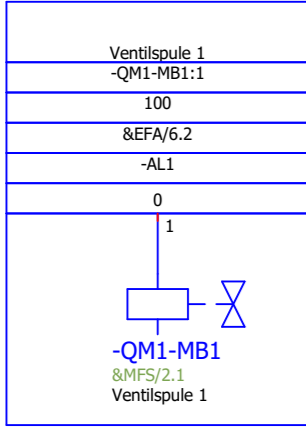 Ventilspule 1
-QM1-MB1:1
100
&EFA/6.2
-AL1
0
1
-QM1-MB1
&MFS/2.1
Ventilspule 1